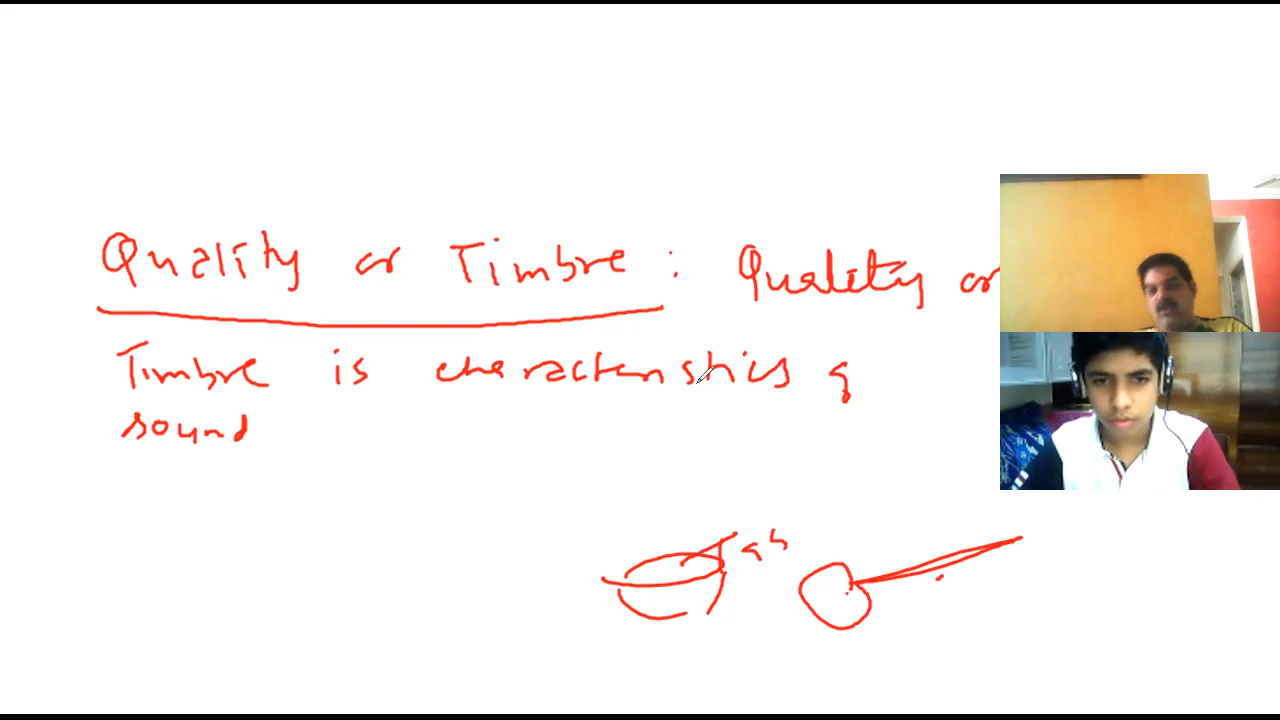 Quality or Timbre : Quality or
Timbre is characteristics of
sound